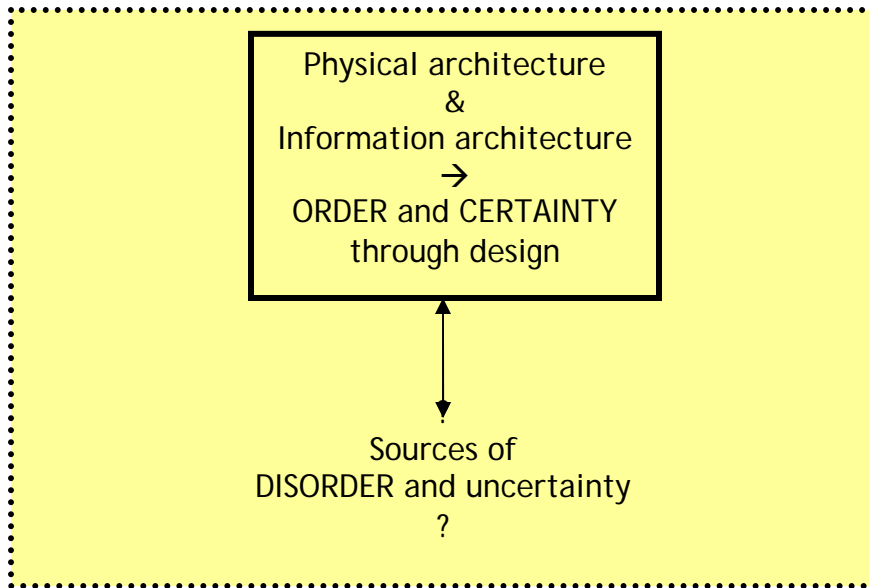 Physical architecture
&
Information architecture
→
ORDER and CERTAINTY
through design
Sources of
DISORDER and uncertainty
?